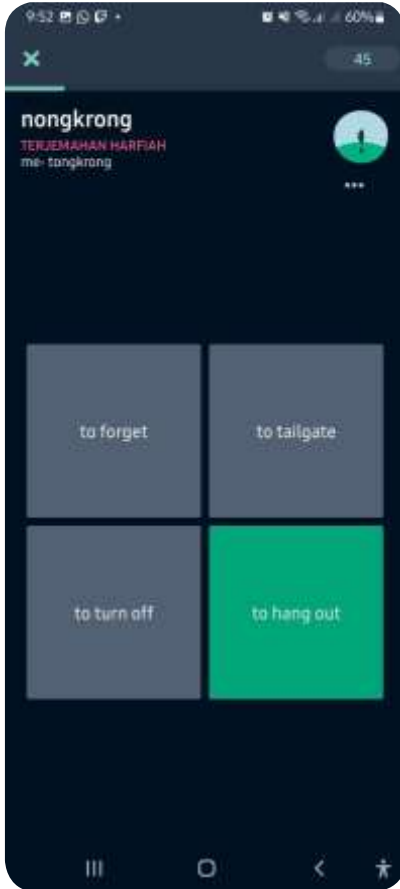 9:52
60%
45
nongkrong
TERJEMAHAN HARFIAH
me- tongkrong
to forget
to tailgate
to turn off
to hang out